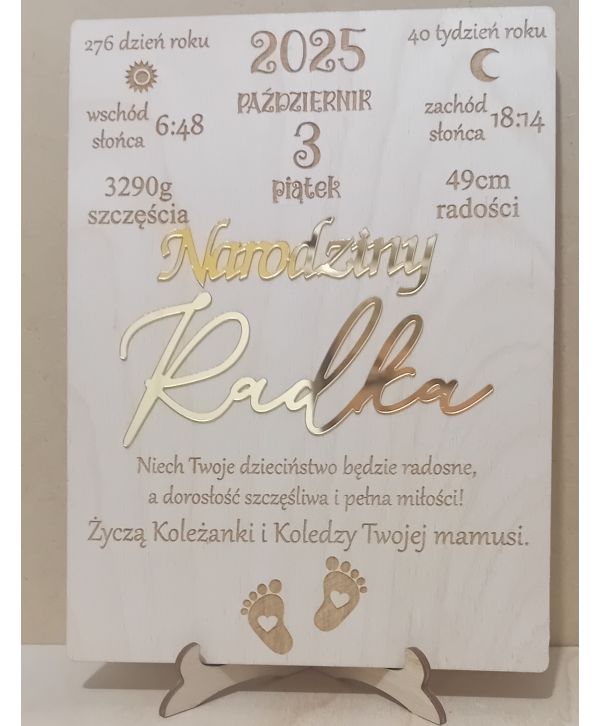 276 dzień roku
2025
40 tydzień roku
PAŹDZIERNIK
wschód
słońca
6:48
zachód
słońca
18:14
3
piątek
3290g
szczęścia
49cm
radości
Narodziny
Radka
Niech Twoje dzieciństwo będzie radosne,
a dorosłość szczęśliwa i pełna miłości!
Życzą Koleżanki i Koledzy Twojej mamusi.